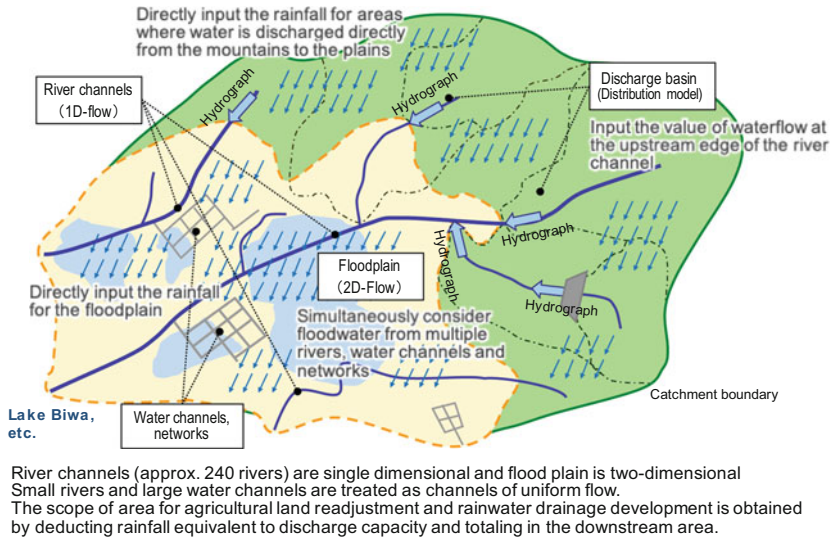 Directly input the rainfall for areas
where water is discharged directly
from the mountains to the plains
River channels
(1D-flow)
Hydrograph
Hydrograph
Discharge basin
(Distribution model)
Input the value of waterflow at
the upstream edge of the river
channel
Hydrograph
Hydrograph
Floodplain
(2D-Flow)
Directly input the rainfall
for the floodplain
Hydrograph
Simultaneously consider
floodwater from multiple
rivers, water channels and
networks
Catchment boundary
Lake Biwa,
etc.
Water channels,
networks
River channels (approx. 240 rivers) are single dimensional and flood plain is two-dimensional
Small rivers and large water channels are treated as channels of uniform flow.
The scope of area for agricultural land readjustment and rainwater drainage development is obtained
by deducting rainfall equivalent to discharge capacity and totaling in the downstream area.